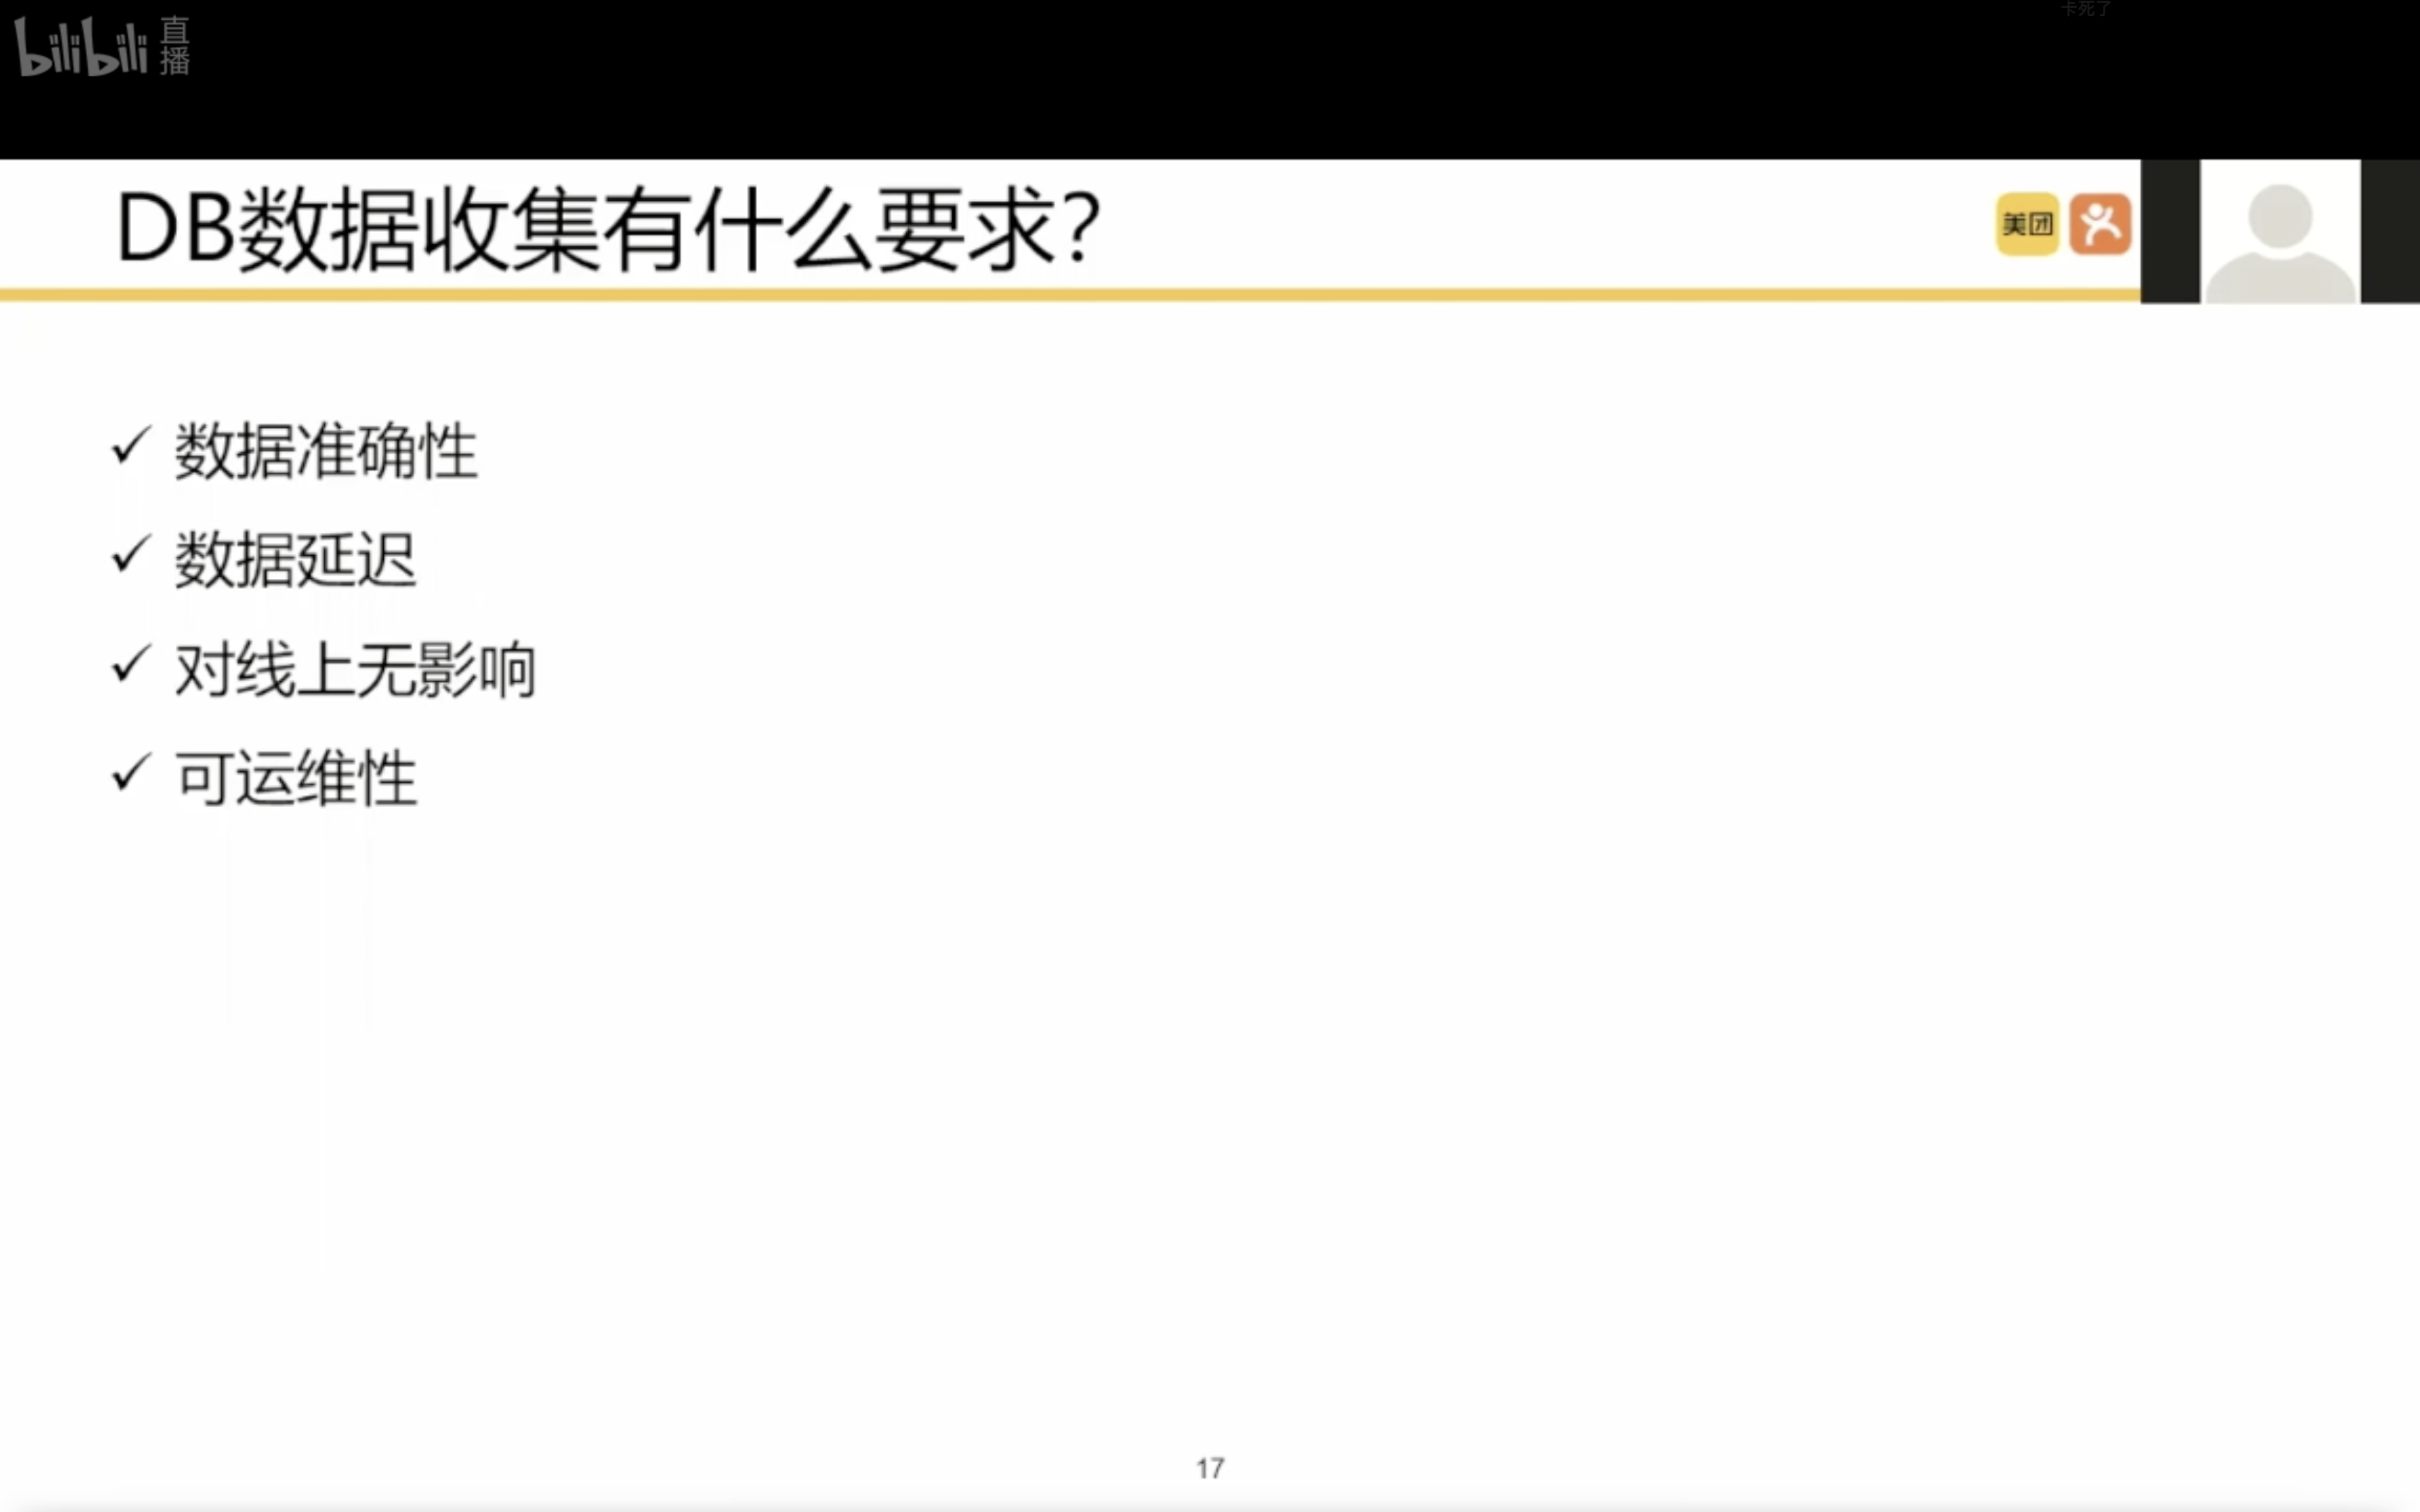 卡死了
bilibili 直播
DB数据收集有什么要求？
美团
✓ 数据准确性
✓ 数据延迟
✓ 对线上无影响
✓ 可运维性
17